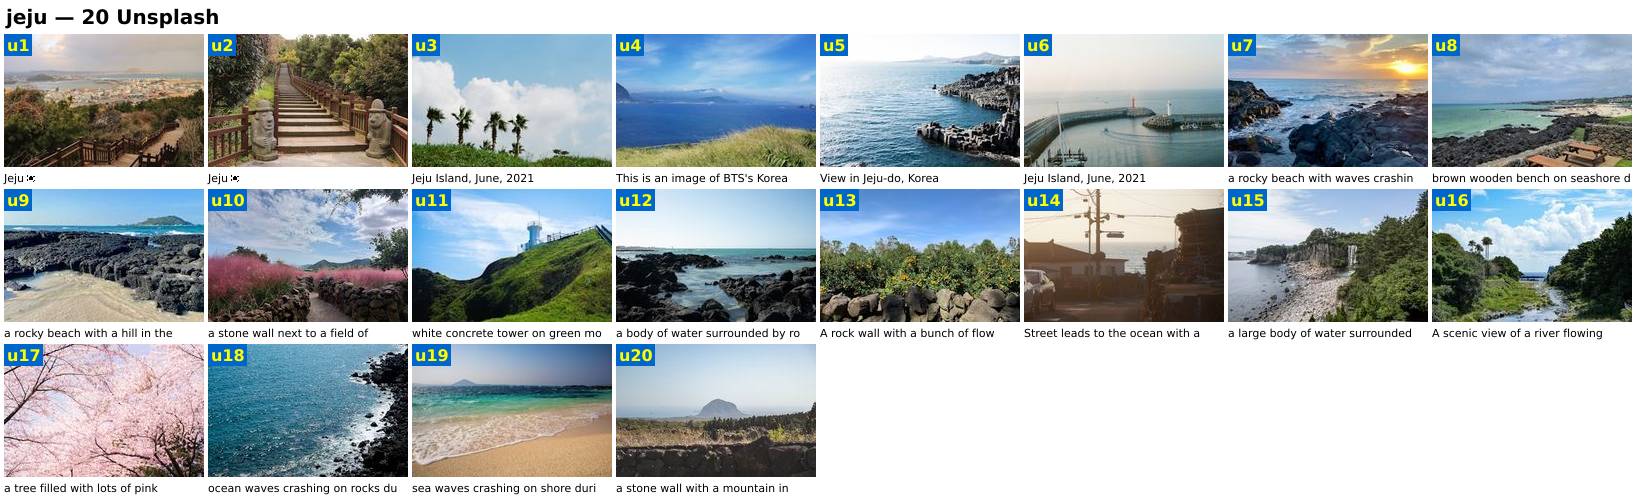 jeju — 20 Unsplash
u1
u2
u3
u4
u5
u6
u7
u8
Jeju
Jeju
Jeju Island, June, 2021
This is an image of BTS's Korea
View in Jeju-do, Korea
Jeju Island, June, 2021
a rocky beach with waves crashin
brown wooden bench on seashore d
u9
u10
u11
u12
u13
u14
u15
u16
a rocky beach with a hill in the
a stone wall next to a field of
white concrete tower on green mo
a body of water surrounded by ro
A rock wall with a bunch of flow
Street leads to the ocean with a
a large body of water surrounded
A scenic view of a river flowing
u17
u18
u19
u20
a tree filled with lots of pink
ocean waves crashing on rocks du
sea waves crashing on shore duri
a stone wall with a mountain in